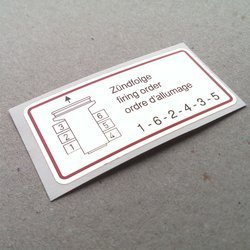 Zündfolge
firing order
ordre d'allumage
1-6-2-4-3-5
3
2
1
6
5
4